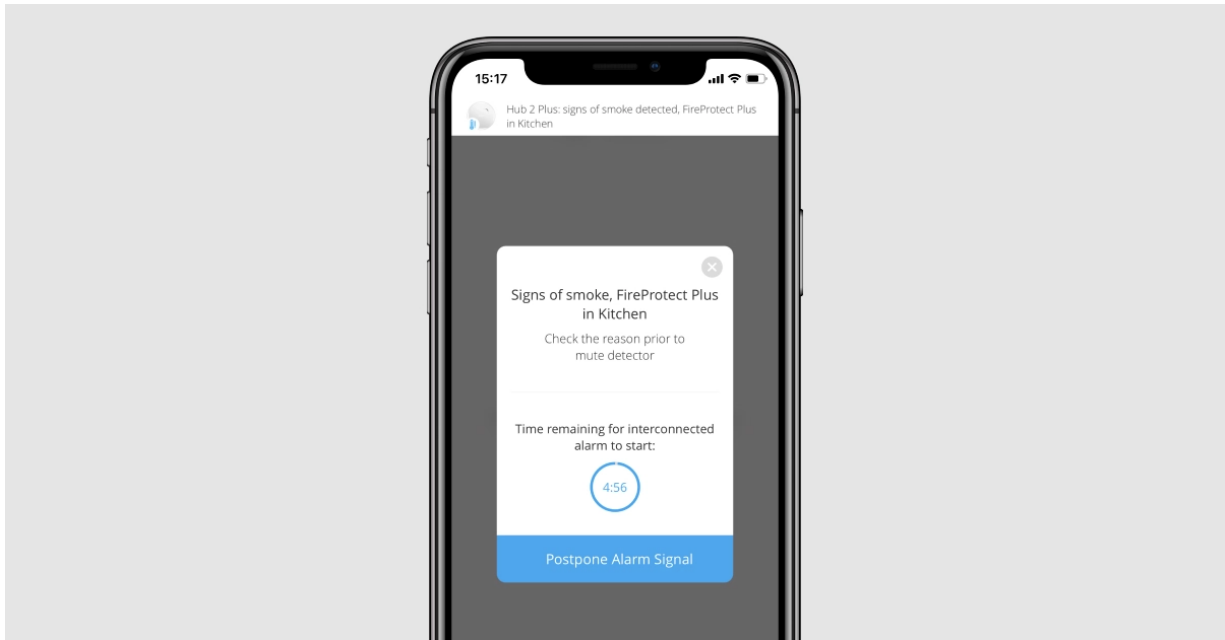 15:17
Hub 2 Plus: signs of smoke detected, FireProtect Plus
in Kitchen
Signs of smoke, FireProtect Plus
in Kitchen
Check the reason prior to
mute detector
Time remaining for interconnected
alarm to start:
4:56
Postpone Alarm Signal